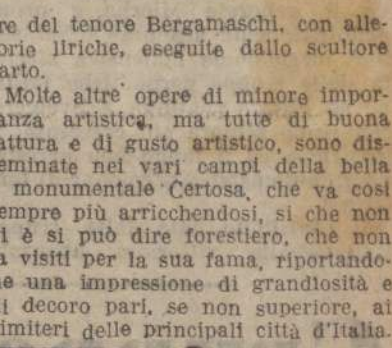 re del tenore Bergamaschi, con alle-
orie liriche, eseguite dallo scultore
arto.
Molte altre opere di minore impor-
anza artistica, ma tutte di buona
attura e di gusto artistico, sono dis-
eminate nei vari campi della bella
monumentale Certosa, che va così
empre più arricchendosi, si che non
i è si può dire forestiero, che non
a visiti per la sua fama, riportando-
ne una impressione di grandiosità e
i decoro pari, se non superiore, ai
imiteri delle principali città d'Italia.